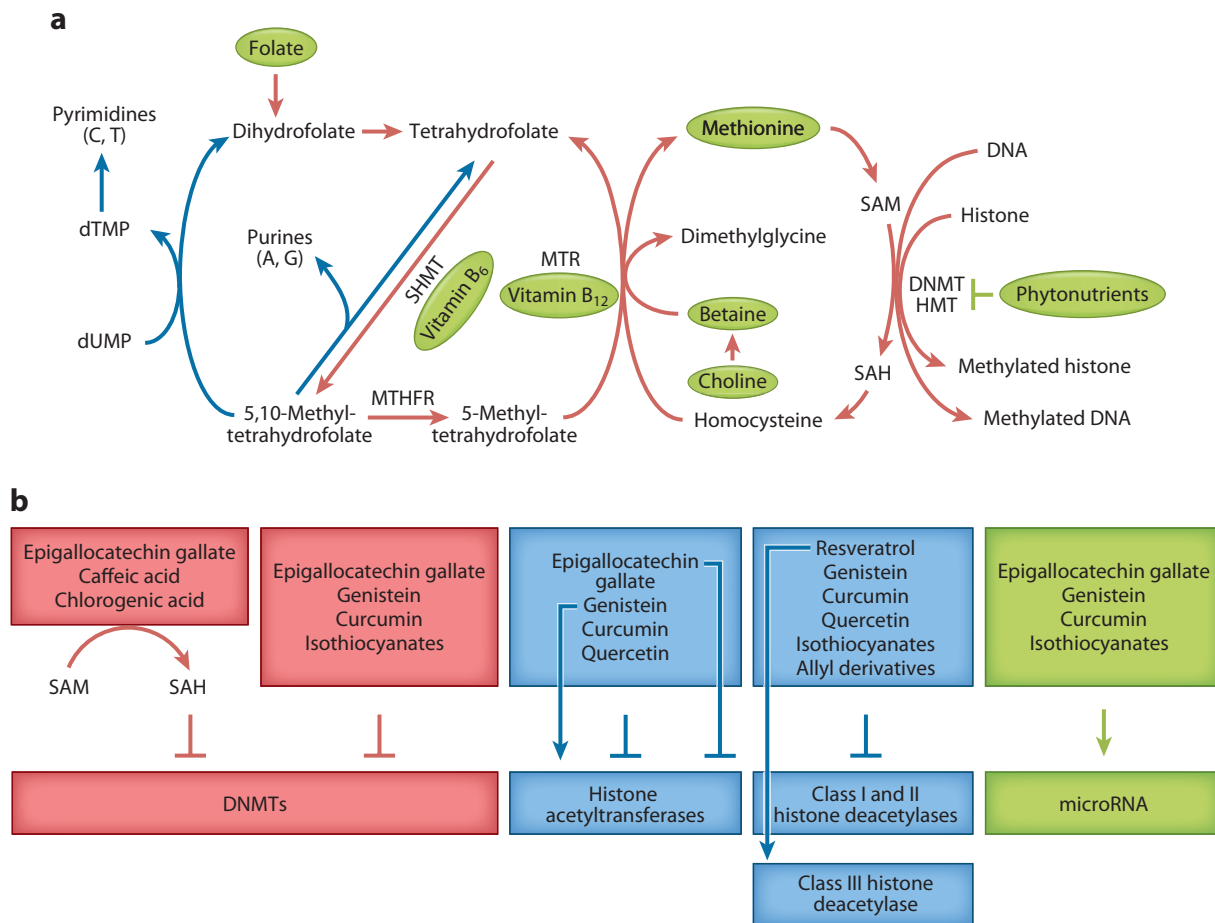 a
Folate
Pyrimidines
(C, T)
Dihydrofolate
Tetrahydrofolate
Methionine
DNA
SAM
Histone
dTMP
Purines
(A, G)
SHMT
Vitamin B6
MTR
Vitamin B12
Dimethylglycine
DNMT
HMT
Phytonutrients
dUMP
Betaine
Choline
SAH
Methylated histone
5,10-Methyl-
tetrahydrofolate
MTHFR
5-Methyl-
tetrahydrofolate
Homocysteine
Methylated DNA
b
Epigallocatechin gallate
Caffeic acid
Chlorogenic acid
SAM
SAH
Epigallocatechin gallate
Genistein
Curcumin
Isothiocyanates
DNMTs
Epigallocatechin
gallate
Genistein
Curcumin
Quercetin
Histone
acetyltransferases
Resveratrol
Genistein
Curcumin
Quercetin
Isothiocyanates
Allyl derivatives
Class I and II
histone deacetylases
Class III histone
deacetylase
Epigallocatechin gallate
Genistein
Curcumin
Isothiocyanates
microRNA